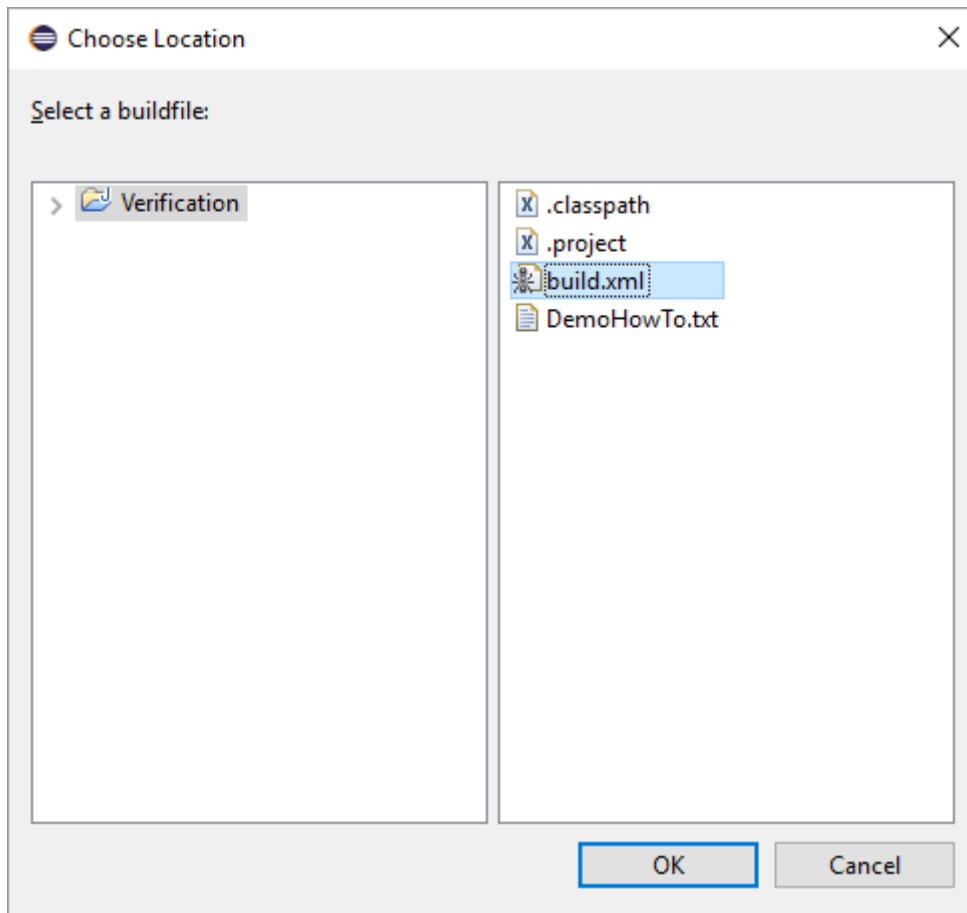 Choose Location
Select a buildfile:
Verification
.classpath
.project
build.xml
DemoHowTo.txt
OK
Cancel